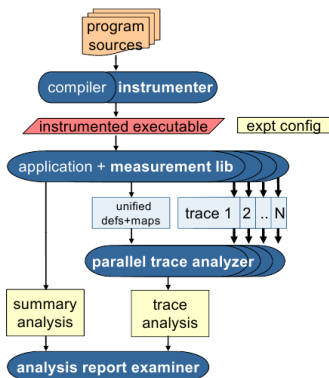 program
sources
compiler instrumenter
instrumented executable
expt config
application + measurement lib
unified
defs+maps
trace 1 2 .. N
parallel trace analyzer
summary
analysis
trace
analysis
analysis report examiner